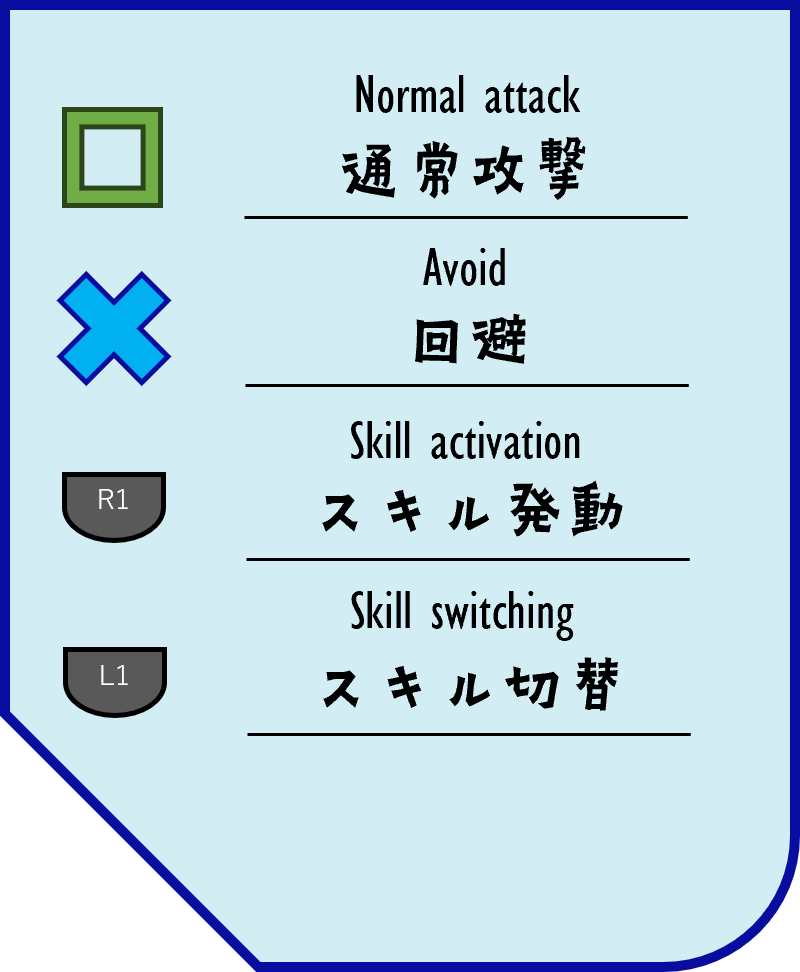 Normal attack
通常攻撃
Avoid
回避
Skill activation
R1
スキル発動
Skill switching
L1
スキル切替